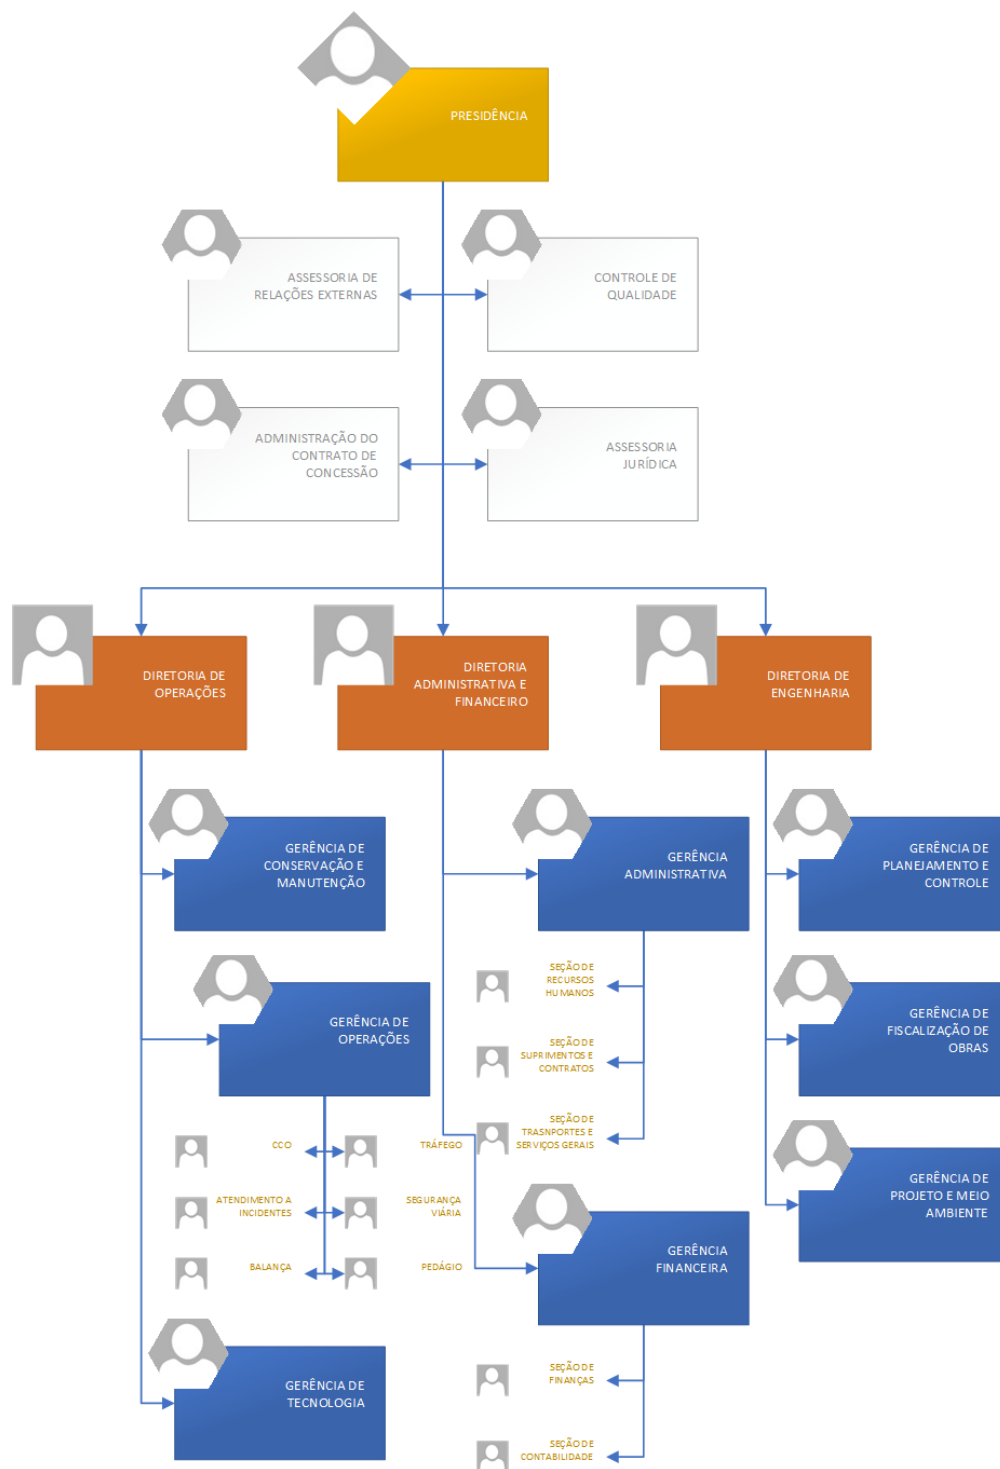 PRESIDÊNCIA
ASSESSORIA DE
RELAÇÕES EXTERNAS
CONTROLE DE
QUALIDADE
ADMINISTRAÇÃO DO
CONTRATO DE
CONCESSÃO
ASSESSORIA
JURÍDICA
DIRETORIA DE
OPERAÇÕES
DIRETORIA
ADMINISTRATIVA E
FINANCEIRO
DIRETORIA DE
ENGENHARIA
GERÊNCIA DE
CONSERVAÇÃO E
MANUTENÇÃO
GERÊNCIA DE
OPERAÇÕES
CCO
TRÁFEGO
ATENDIMENTO A
INCIDENTES
SEGURANÇA
VIÁRIA
BALANÇA
PEDÁGIO
GERÊNCIA DE
TECNOLOGIA
GERÊNCIA
ADMINISTRATIVA
SEÇÃO DE
RECURSOS
HUMANOS
SEÇÃO DE
SUPRIMENTOS E
CONTRATOS
SEÇÃO DE
TRASNPORTES E
SERVIÇOS GERAIS
GERÊNCIA
FINANCEIRA
SEÇÃO DE
FINANÇAS
SEÇÃO DE
CONTABILIDADE
GERÊNCIA DE
PLANEJAMENTO E
CONTROLE
GERÊNCIA DE
FISCALIZAÇÃO DE
OBRAS
GERÊNCIA DE
PROJETO E MEIO
AMBIENTE